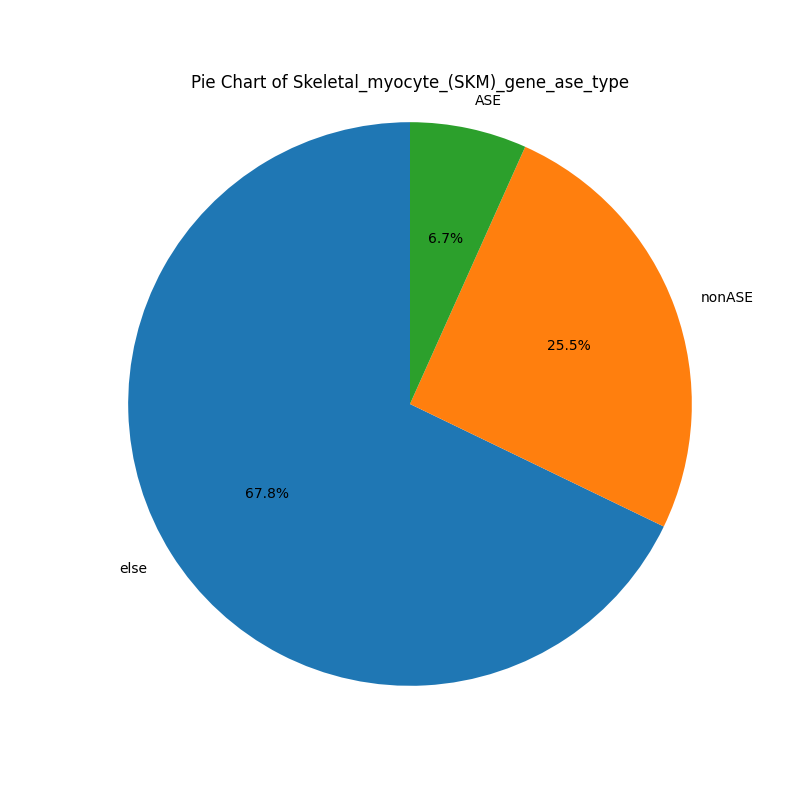 Pie Chart of Skeletal_myocyte_(SKM)_gene_ase_type
ASE
6.7%
nonASE
25.5%
67.8%
else